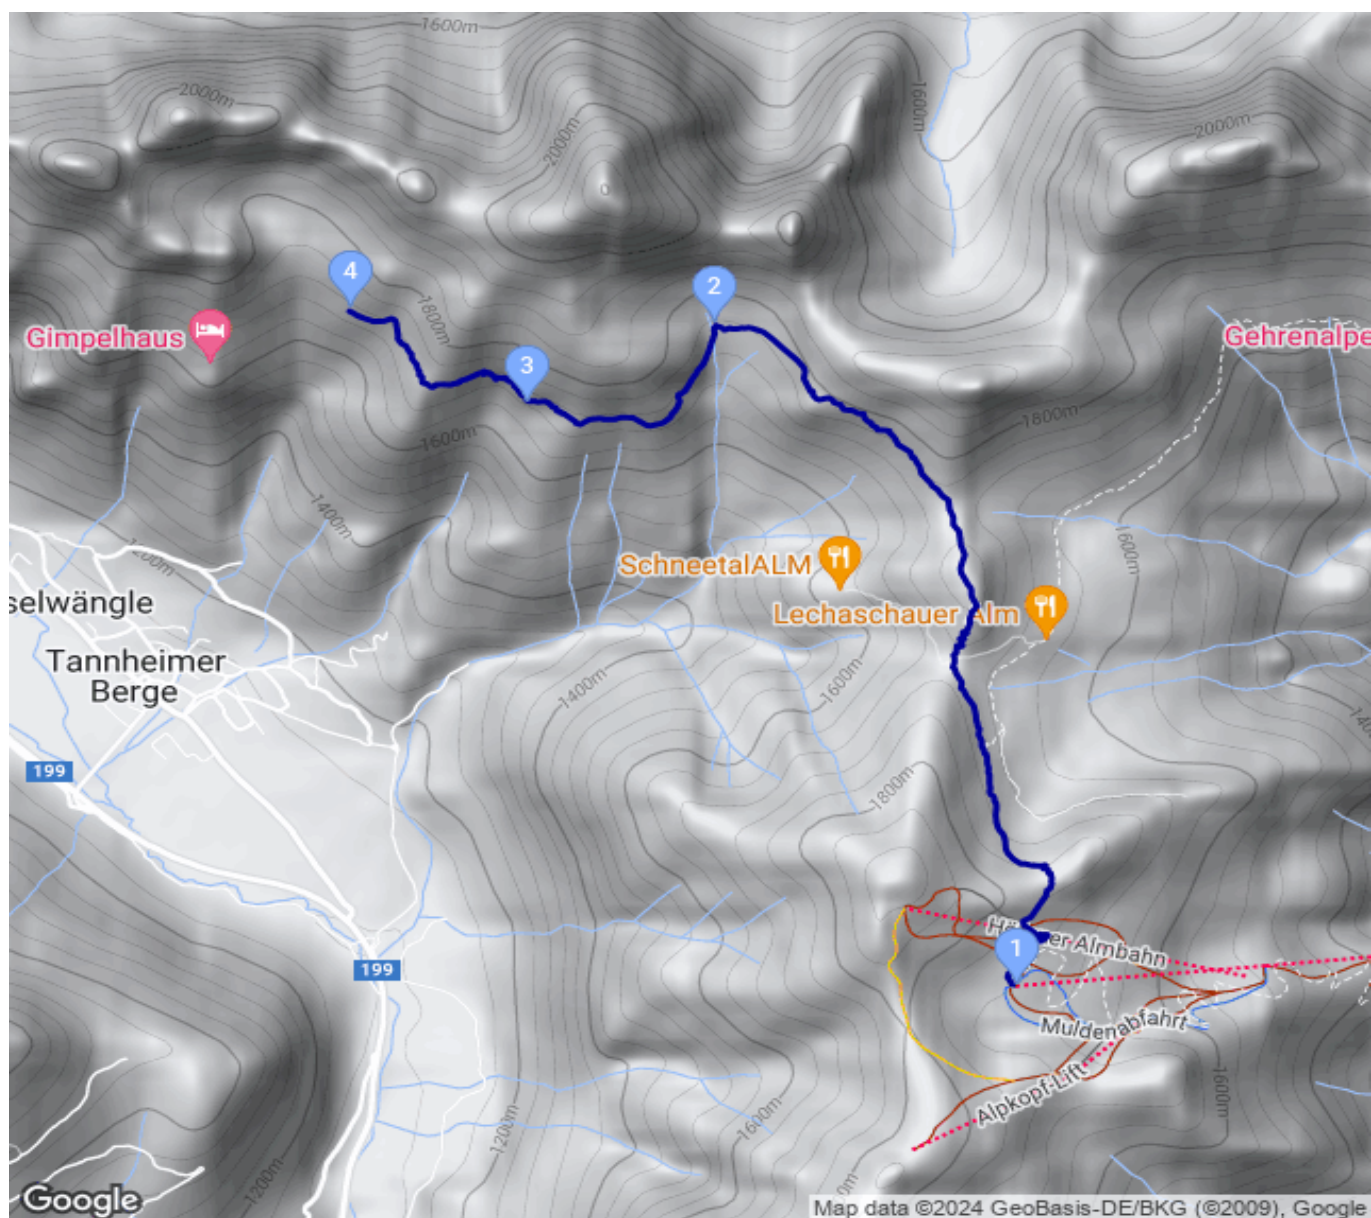 1600m
2000m
2000m
1600m
2000m
4
2
1800m
Gimpelhaus
Gehrenalpe
3
1800m
1600m
1400m
1200m
1600m
SchneetalALM
selwängle
Lechaschauer Alm
Tannheimer
Berge
1400m
1600m
199
1800m
er Almbahn
1
199
Muldenabfahrt
Alpkopf-Lift
1600m
1600m
1200m
1200m
Google
Map data ©2024 GeoBasis-DE/BKG (©2009), Google